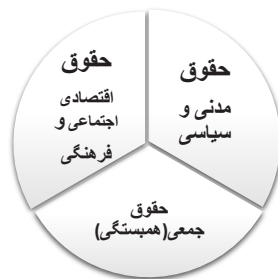 حقوق
مدنی و
سیاسی
حقوق
اقتصادی
اجتماعی و
فرهنگی
حقوق
جمعی(همبستگی)